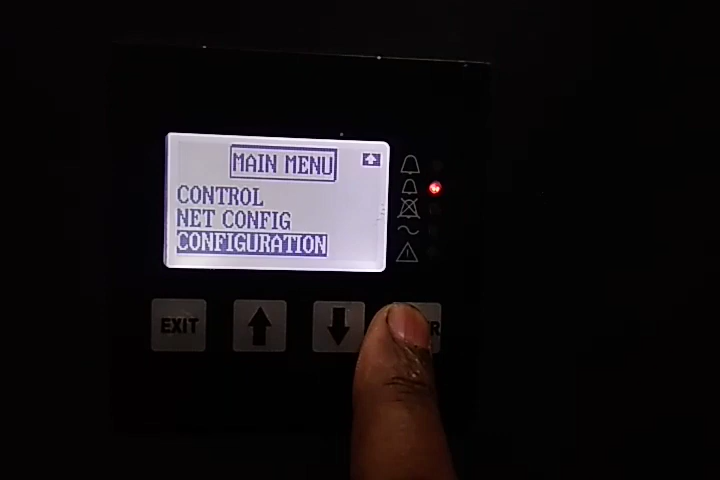 MAIN MENU
CONTROL
NET CONFIG
CONFIGURATION
EXIT